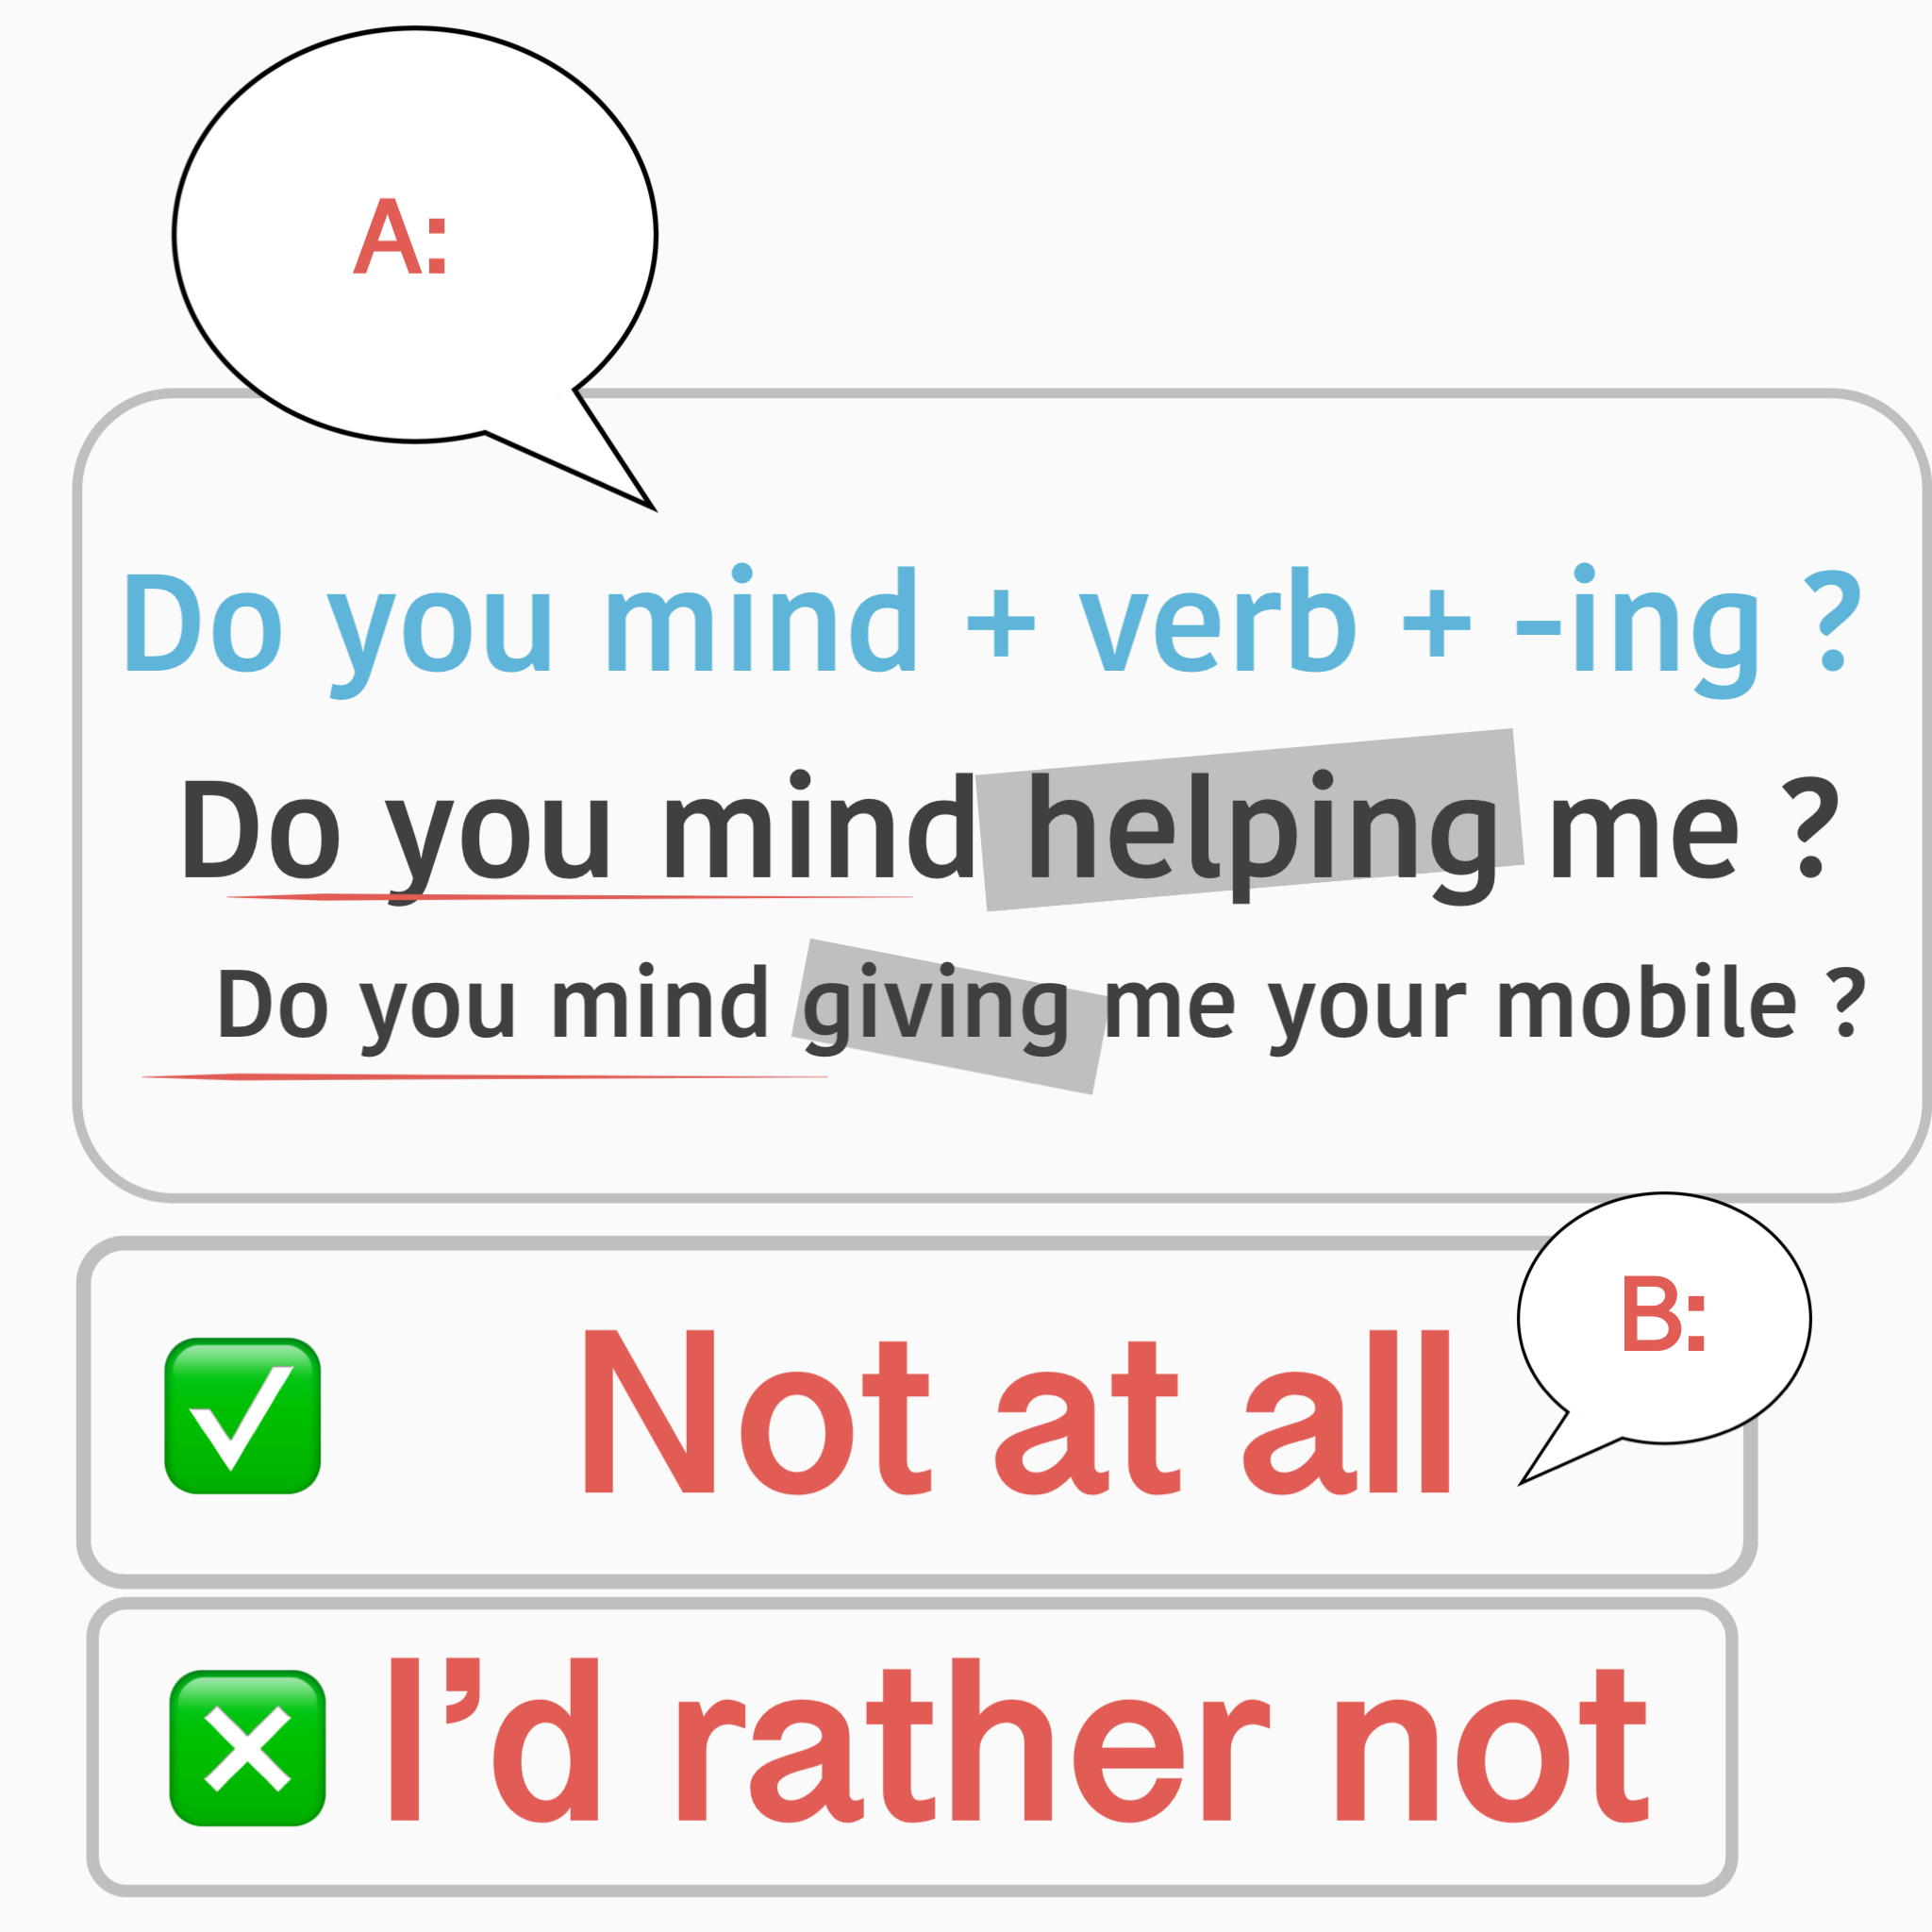 A:
Do you mind + verb + -ing ?
Do you mind helping me ?
Do you mind giving me your mobile ?
B:
Not at all
I’d rather not